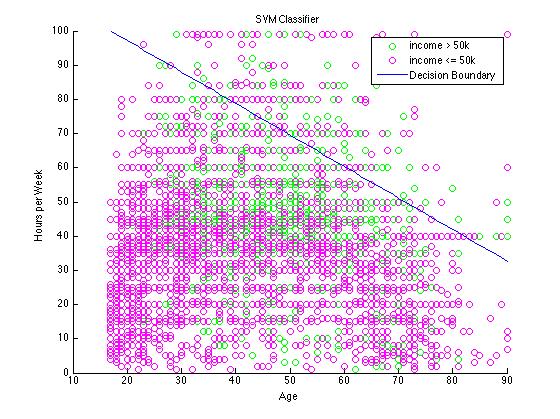 SVM Classifier
income > 50k
income <= 50k
Decision Boundary
Hours per Week
100
90
80
70
60
50
40
30
20
10
0
10 20 30 40 50 60 70 80 90
Age